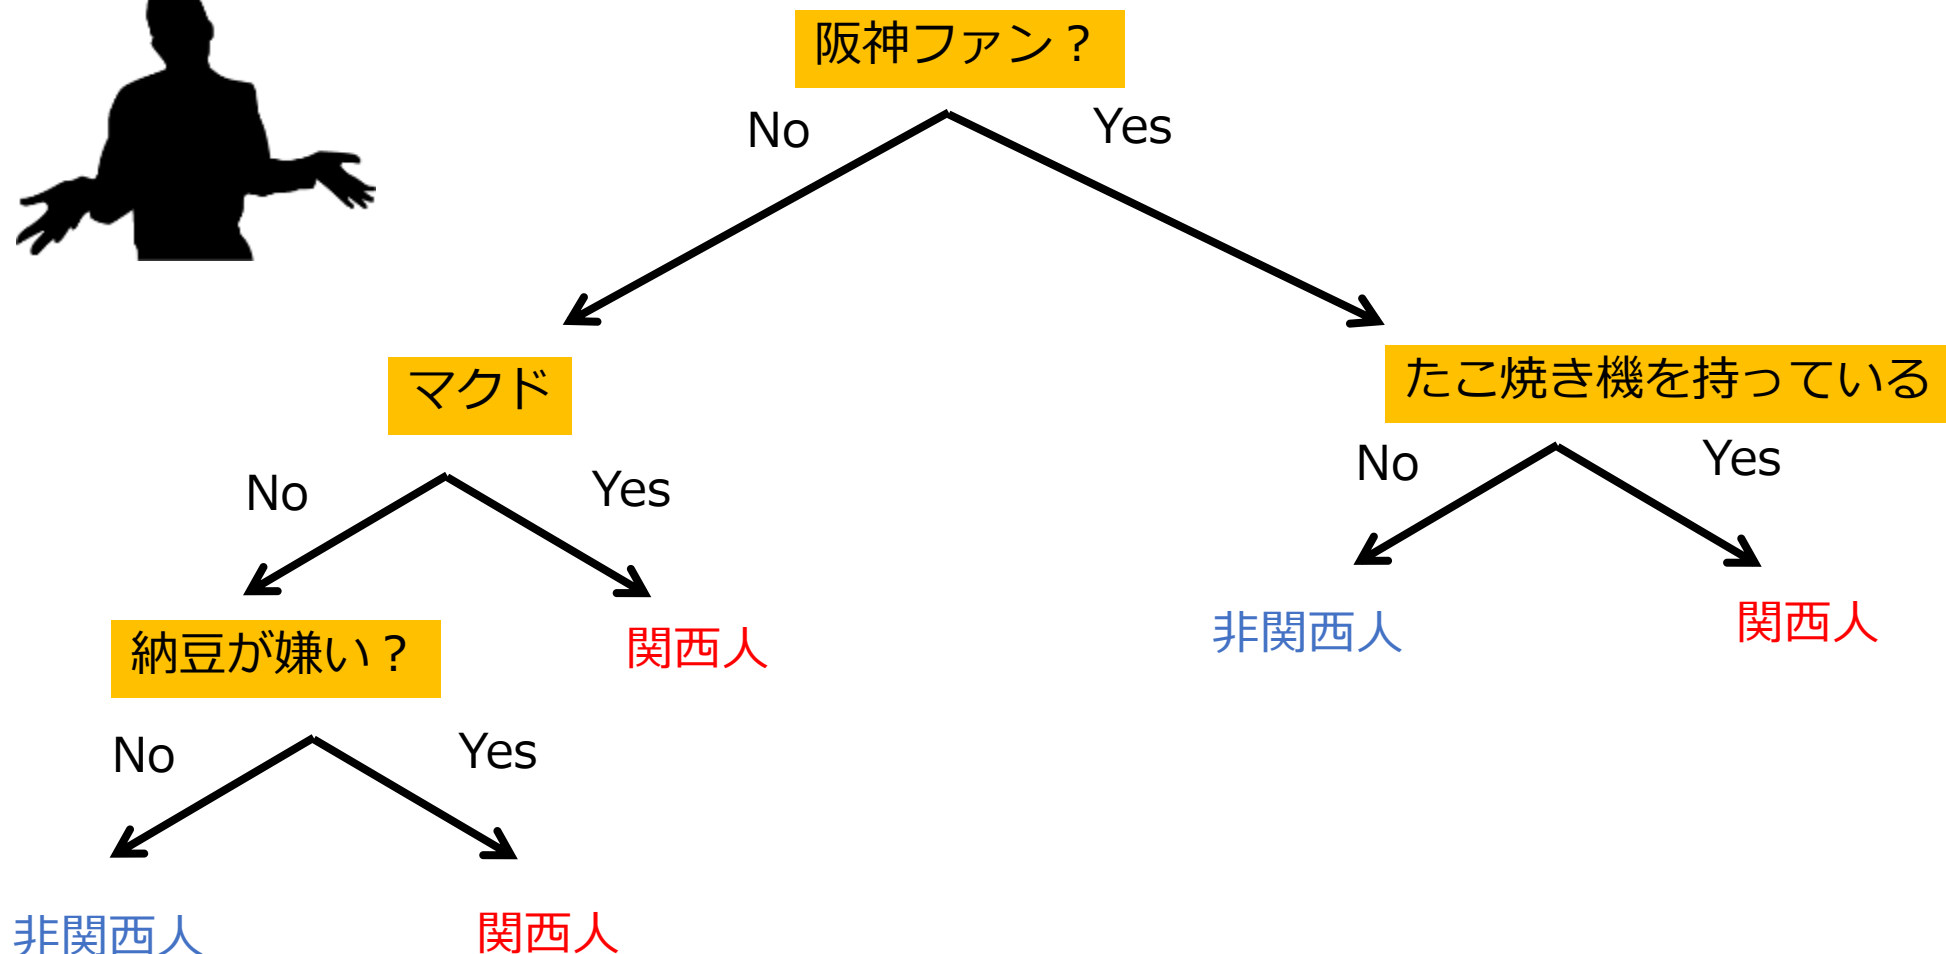 阪神ファン？
No
Yes
マクド
たこ焼き機を持っている
No
Yes
No
Yes
納豆が嫌い？
関西人
非関西人
関西人
No
Yes
非関西人
関西人